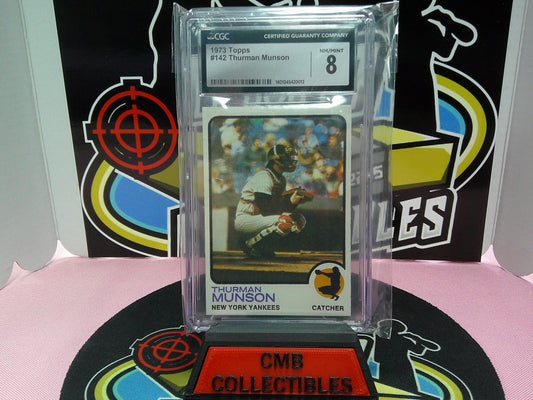 CGC
CERTIFIED GUARANTY COMPANY
1973 Topps
#142 Thurman Munson
NM/MINT
8
THURMAN
MUNSON
NEW YORK YANKEES
CATCHER
CMB
COLLECTIBLES